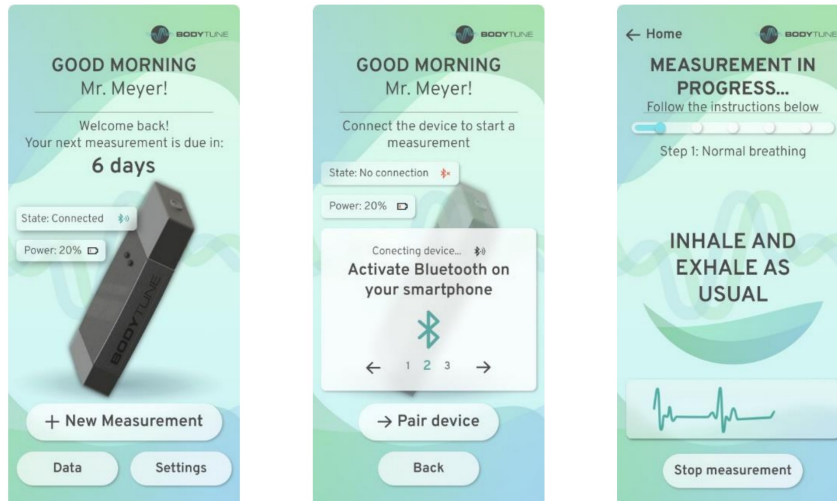 BODYTUNE
GOOD MORNING
Mr. Meyer!
Welcome back!
Your next measurement is due in:
6 days
State: Connected
Power: 20%
BODYTUNE
+ New Measurement
Data
Settings
BODYTUNE
GOOD MORNING
Mr. Meyer!
Connect the device to start a
measurement
State: No connection
Power: 20%
Conecting device...
Activate Bluetooth on
your smartphone
← 1 2 3 →
→ Pair device
Back
← Home
BODYTUNE
MEASUREMENT IN
PROGRESS...
Follow the instructions below
Step 1: Normal breathing
INHALE AND
EXHALE AS
USUAL
Stop measurement